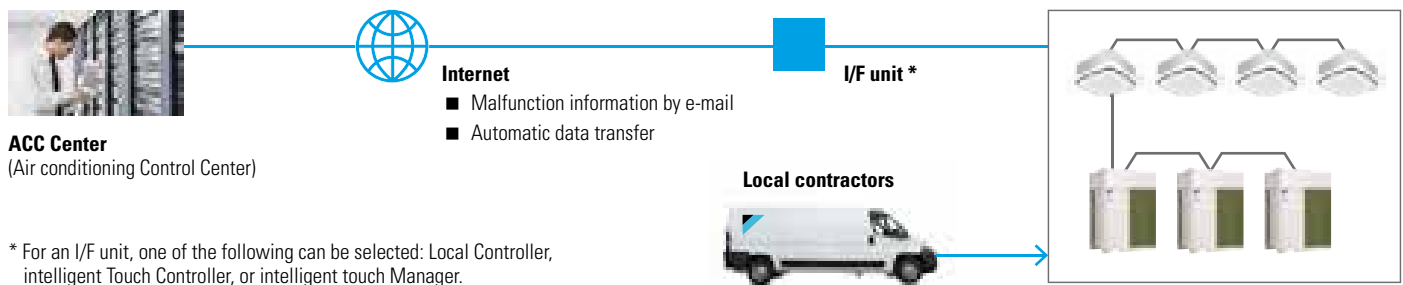 Internet
■ Malfunction information by e-mail
■ Automatic data transfer
I/F unit *
ACC Center
(Air conditioning Control Center)
Local contractors
* For an I/F unit, one of the following can be selected: Local Controller,
intelligent Touch Controller, or intelligent touch Manager.